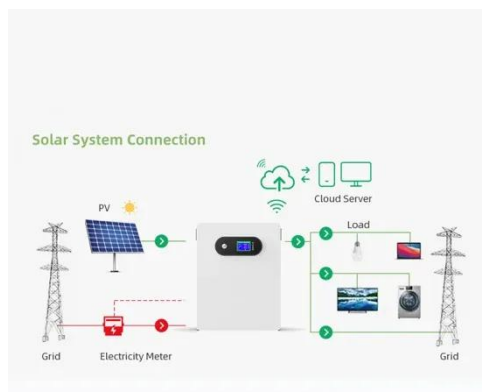 Solar System Connection
PV
Cloud Server
Load
Grid
Electricity Meter
Grid